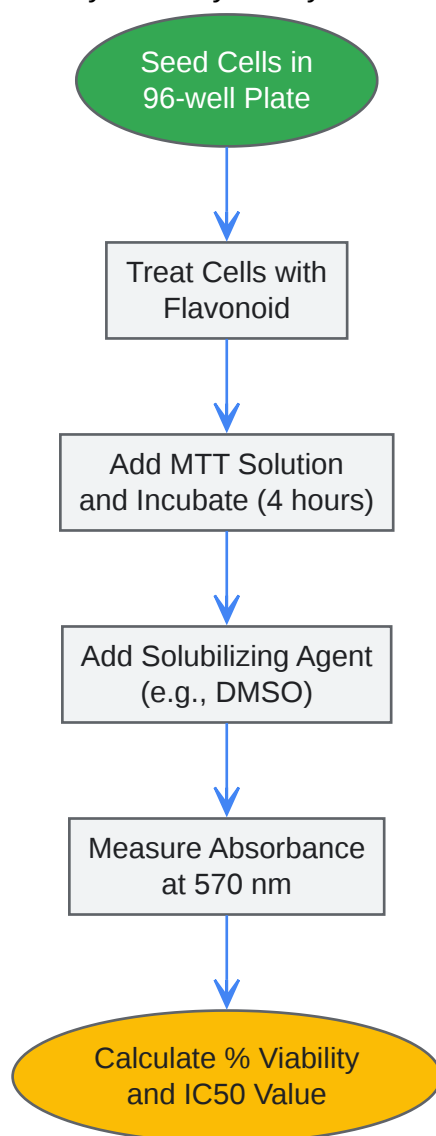 Seed Cells in
96-well Plate
Treat Cells with
Flavonoid
Add MTT Solution
and Incubate (4 hours)
Add Solubilizing Agent
(e.g., DMSO)
Measure Absorbance
at 570 nm
Calculate % Viability
and IC50 Value